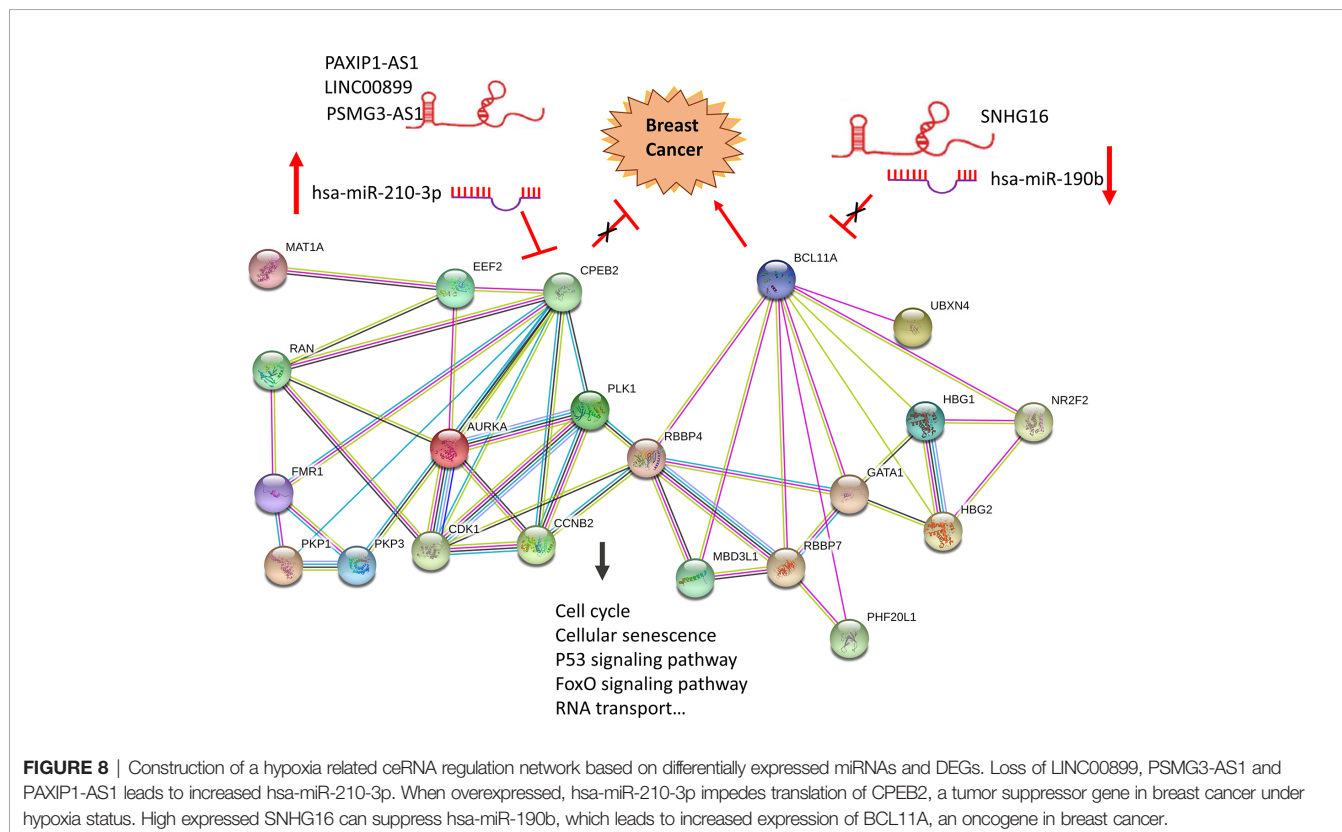 PAXIP1-AS1
LINC00899
PSMG3-AS1
hsa-miR-210-3p
Breast
Cancer
SNHG16
hsa-miR-190b
MAT1A
EEF2
CPEB2
BCL11A
UBXN4
RAN
PLK1
HBG1
NR2F2
AURKA
RBBP4
FMR1
GATA1
HBG2
PKP1
PKP3
CDK1
CCNB2
MBD3L1
RBBP7
PHF20L1
Cell cycle
Cellular senescence
P53 signaling pathway
FoxO signaling pathway
RNA transport…
FIGURE 8 | Construction of a hypoxia related ceRNA regulation network based on differentially expressed miRNAs and DEGs. Loss of LINC00899, PSMG3-AS1 and
PAXIP1-AS1 leads to increased hsa-miR-210-3p. When overexpressed, hsa-miR-210-3p impedes translation of CPEB2, a tumor suppressor gene in breast cancer under
hypoxia status. High expressed SNHG16 can suppress hsa-miR-190b, which leads to increased expression of BCL11A, an oncogene in breast cancer.